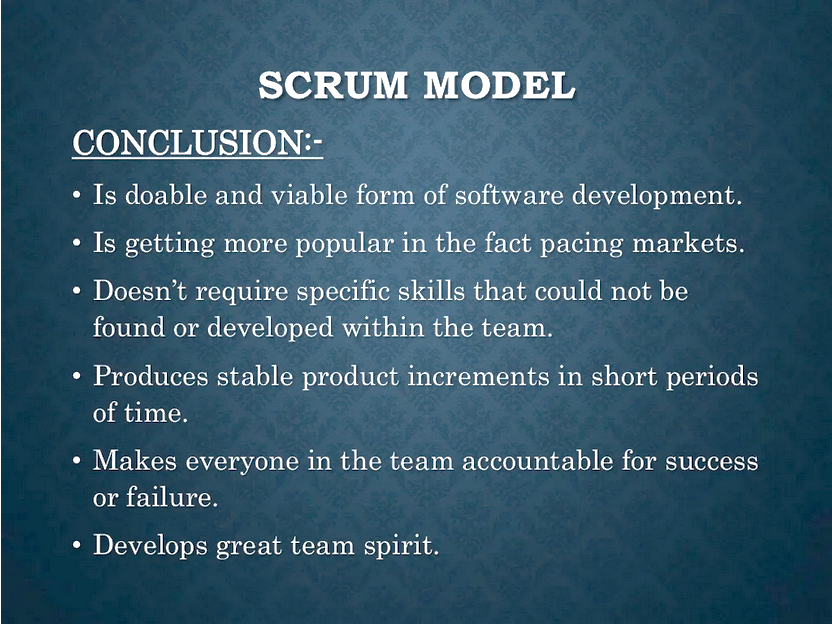 SCRUM MODEL
CONCLUSION:-
• Is doable and viable form of software development.
• Is getting more popular in the fact pacing markets.
• Doesn’t require specific skills that could not be
found or developed within the team.
• Produces stable product increments in short periods
of time.
• Makes everyone in the team accountable for success
or failure.
• Develops great team spirit.